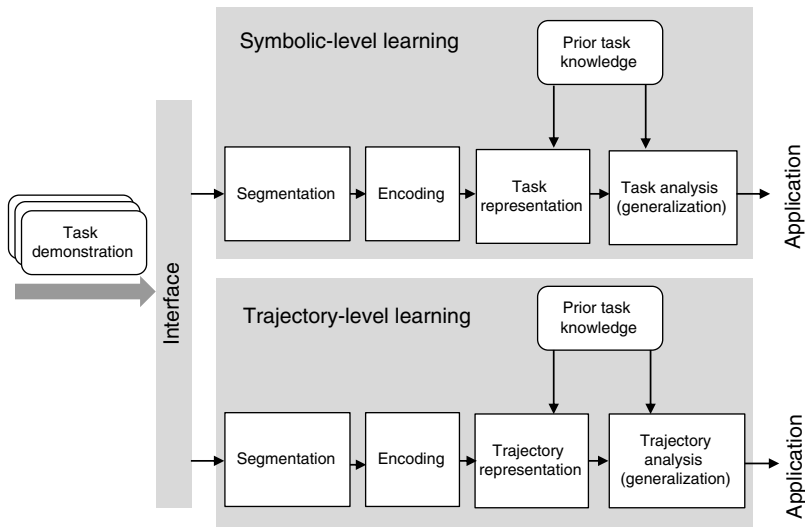 Symbolic-level learning
Prior task
knowledge
Segmentation
Encoding
Task
representation
Task analysis
(generalization)
Application
Task
demonstration
Interface
Trajectory-level learning
Prior task
knowledge
Segmentation
Encoding
Trajectory
representation
Trajectory
analysis
(generalization)
Application